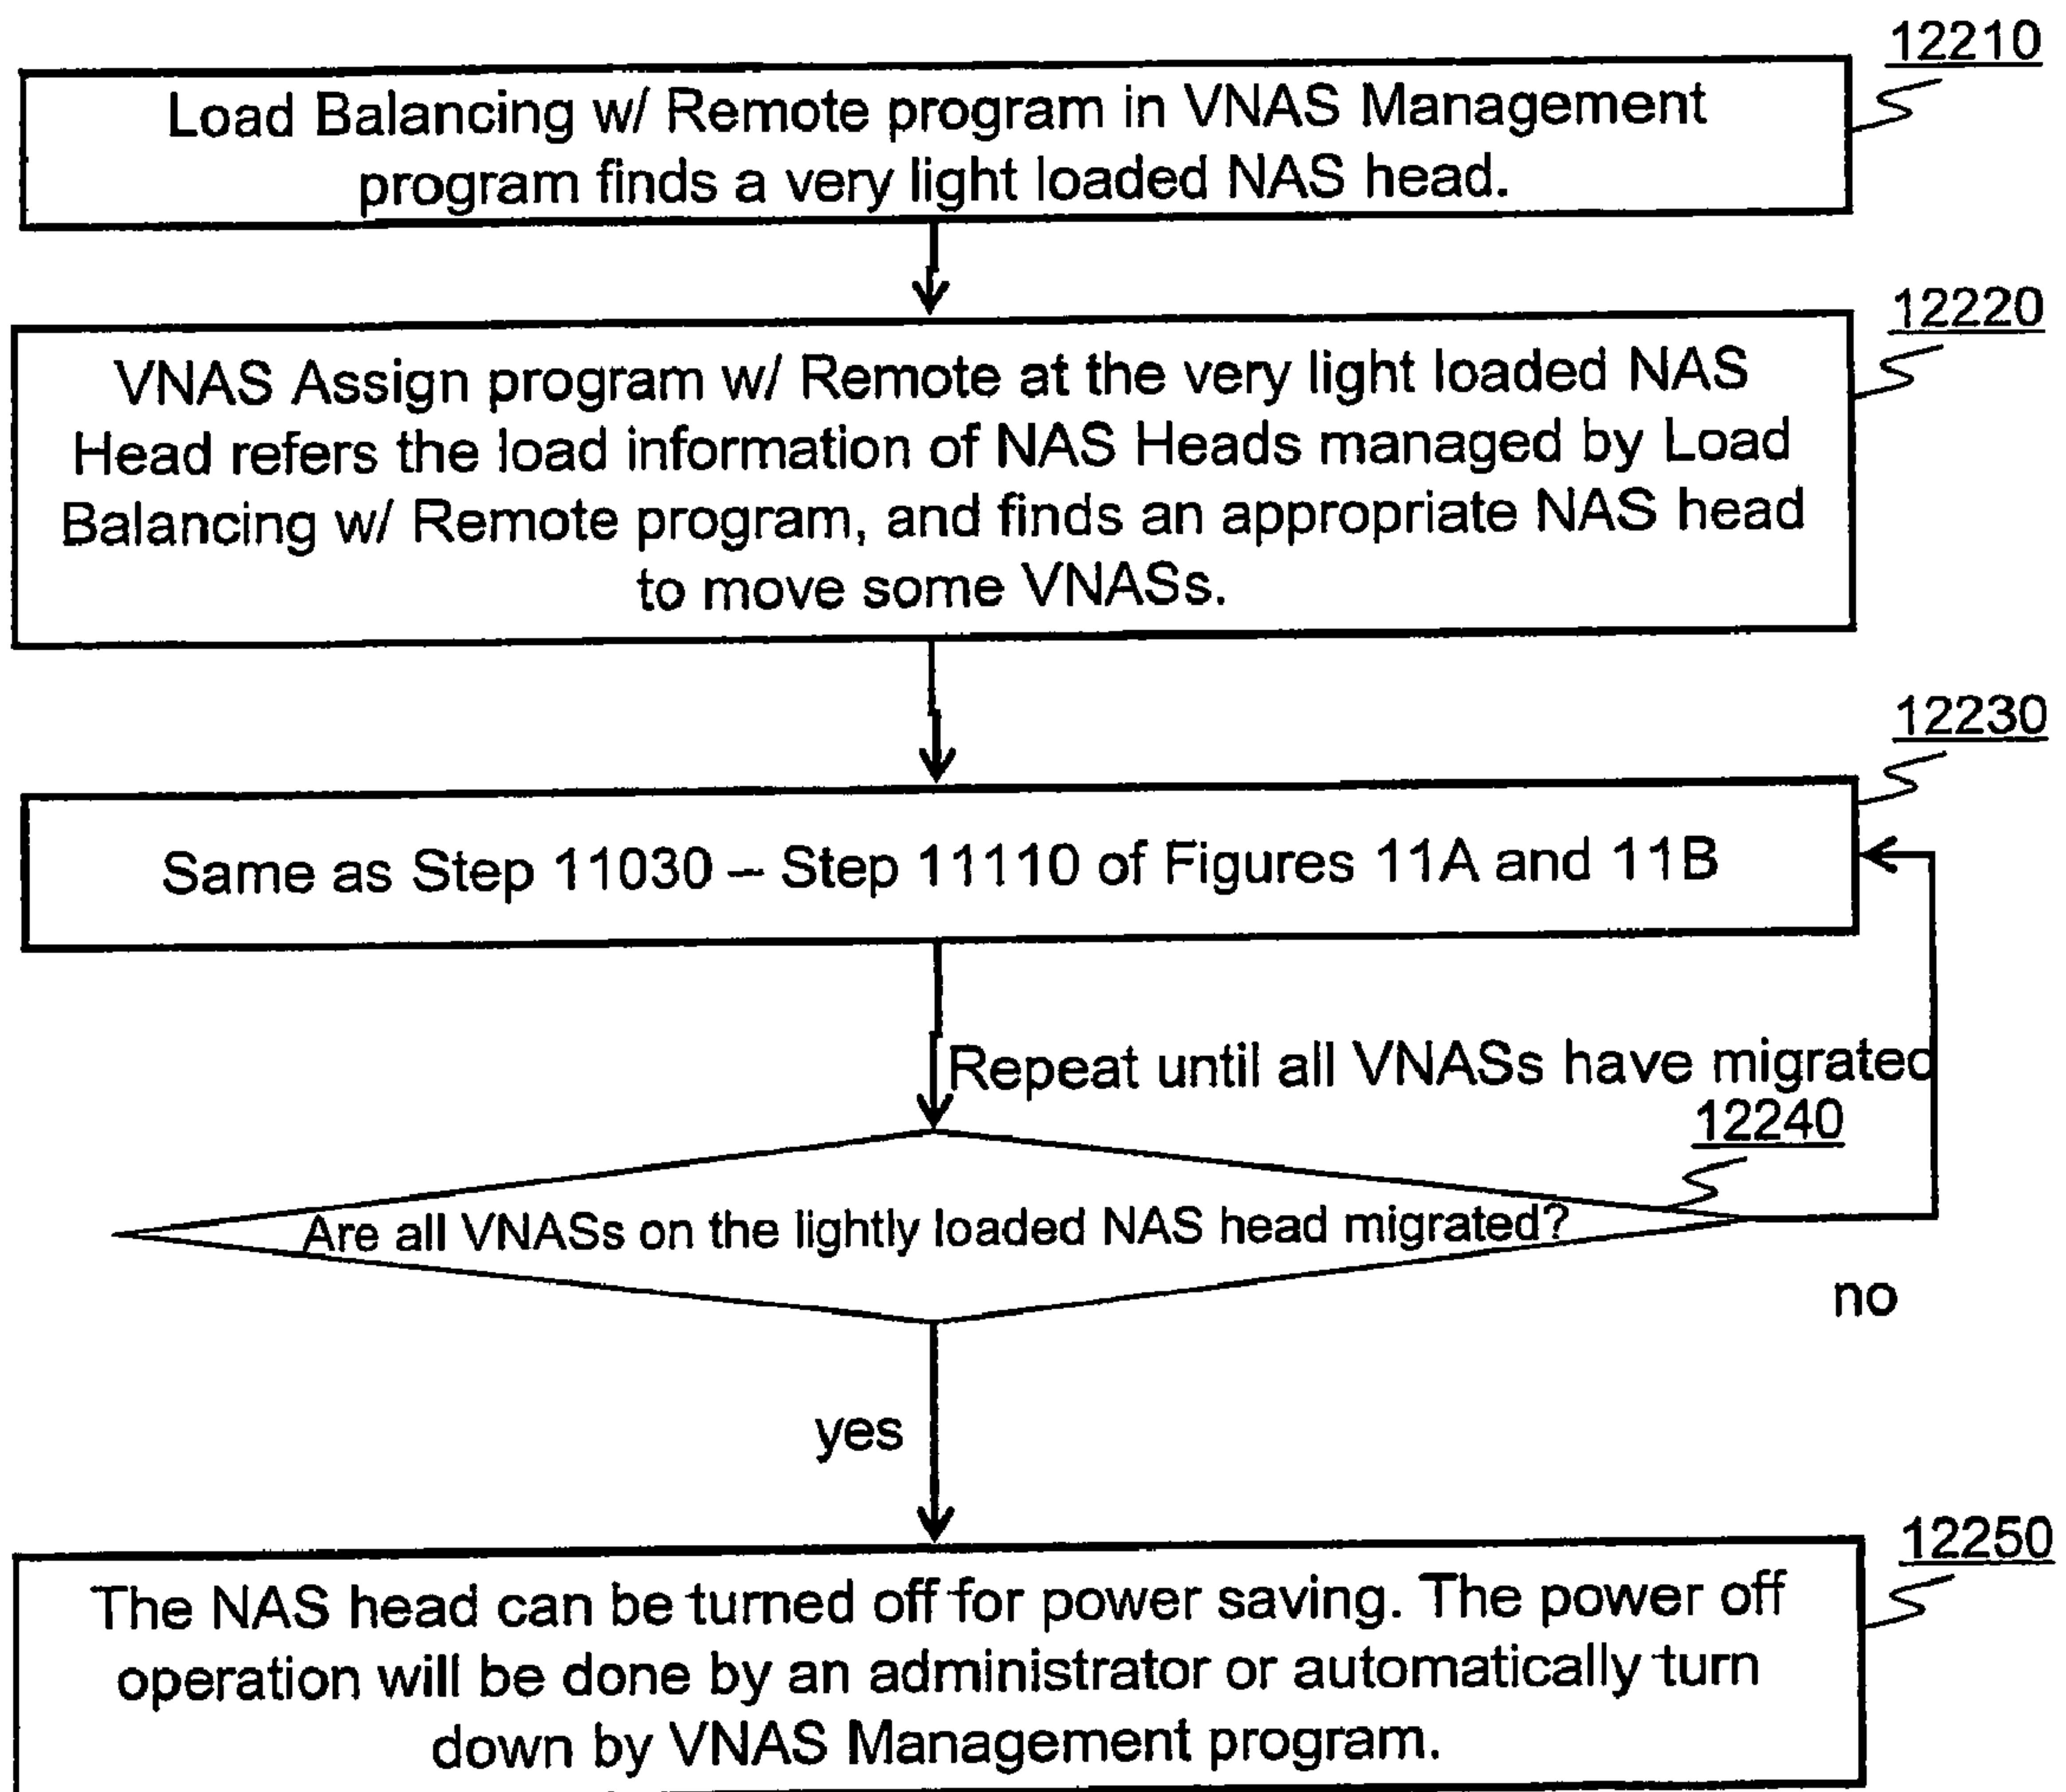 12210
Load Balancing w/ Remote program in VNAS Management
program finds a very light loaded NAS head.
12220
VNAS Assign program w/ Remote at the very light loaded NAS
Head refers the load information of NAS Heads managed by Load
Balancing w/ Remote program, and finds an appropriate NAS head
to move some VNASs.
12230
Same as Step 11030 – Step 11110 of Figures 11A and 11B
Repeat until all VNASs have migrated
12240
Are all VNASs on the lightly loaded NAS head migrated?
no
yes
12250
The NAS head can be turned off for power saving. The power off
operation will be done by an administrator or automatically turn
down by VNAS Management program.